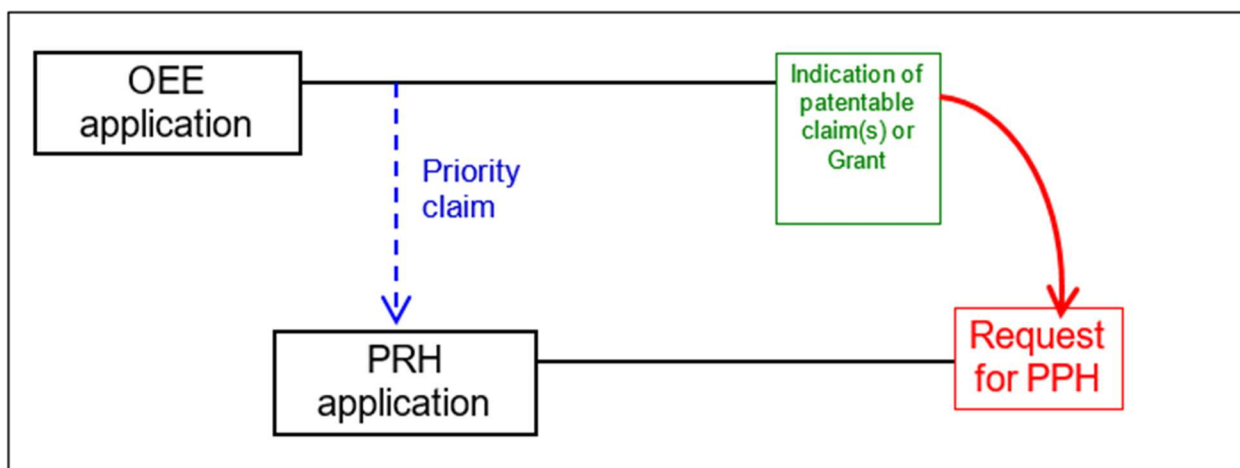 OEE
application
Indication of
patentable
claim(s) or
Grant
Priority
claim
PRH
application
Request
for PPH